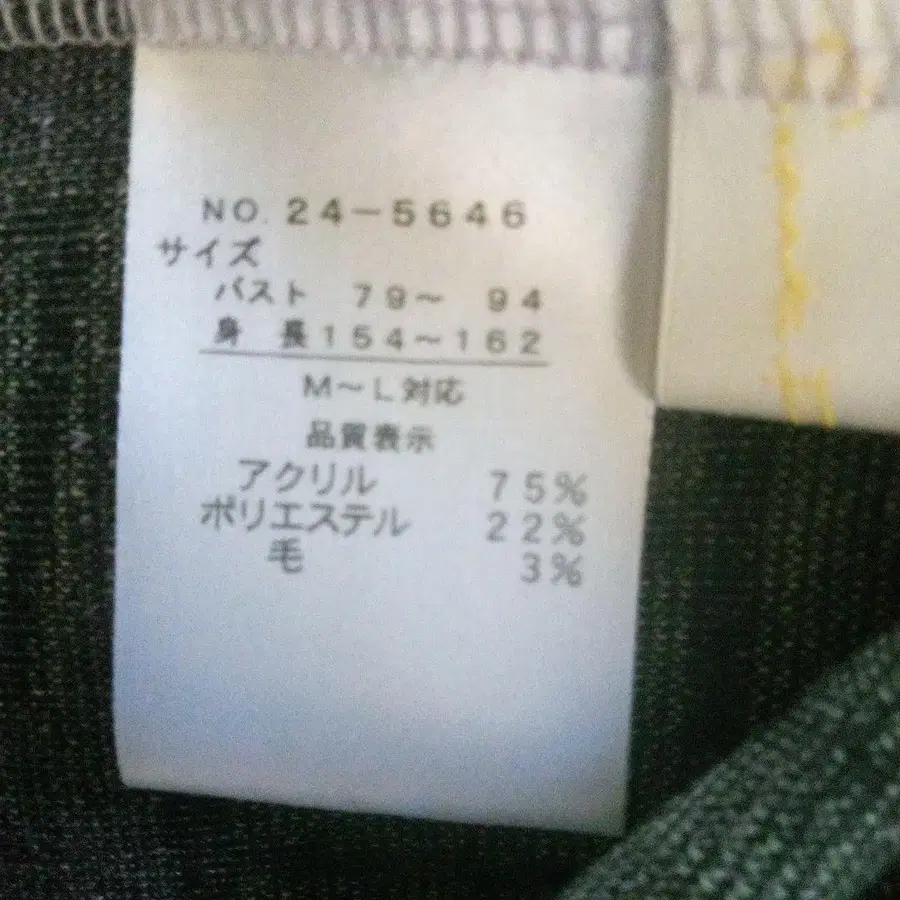 NO. 24-5646
サイズ
バスト 79〜 94
身 長154〜162
M〜L対応
品質表示
アクリル 75%
ポリエステル 22%
毛 3%